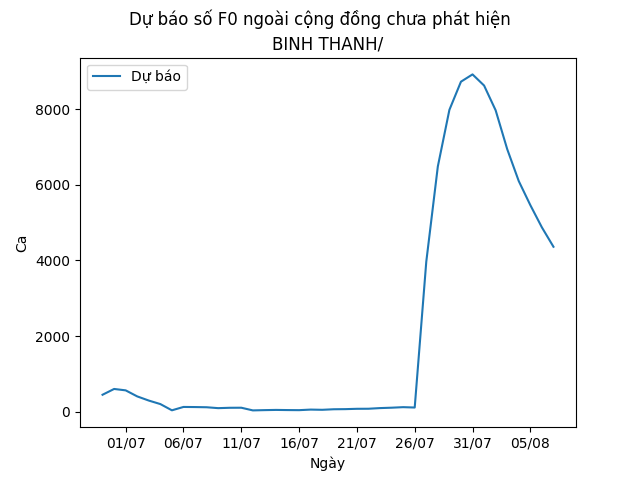 Dự báo số F0 ngoài cộng đồng chưa phát hiện
BINH THANH/
Dự báo
Ca
8000
6000
4000
2000
0
01/07 06/07 11/07 16/07 21/07 26/07 31/07 05/08
Ngày